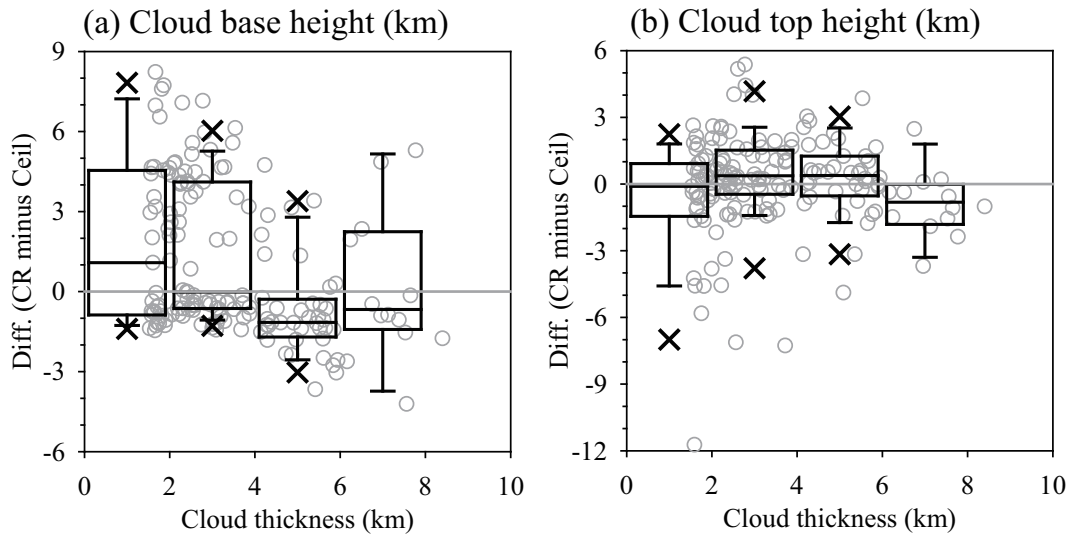 (a) Cloud base height (km)
9
6
3
0
-3
-6
Diff. (CR minus Ceil)
0 2 4 6 8 10
Cloud thickness (km)
(b) Cloud top height (km)
6
3
0
-3
-6
-9
-12
Diff. (CR minus Ceil)
0 2 4 6 8 10
Cloud thickness (km)